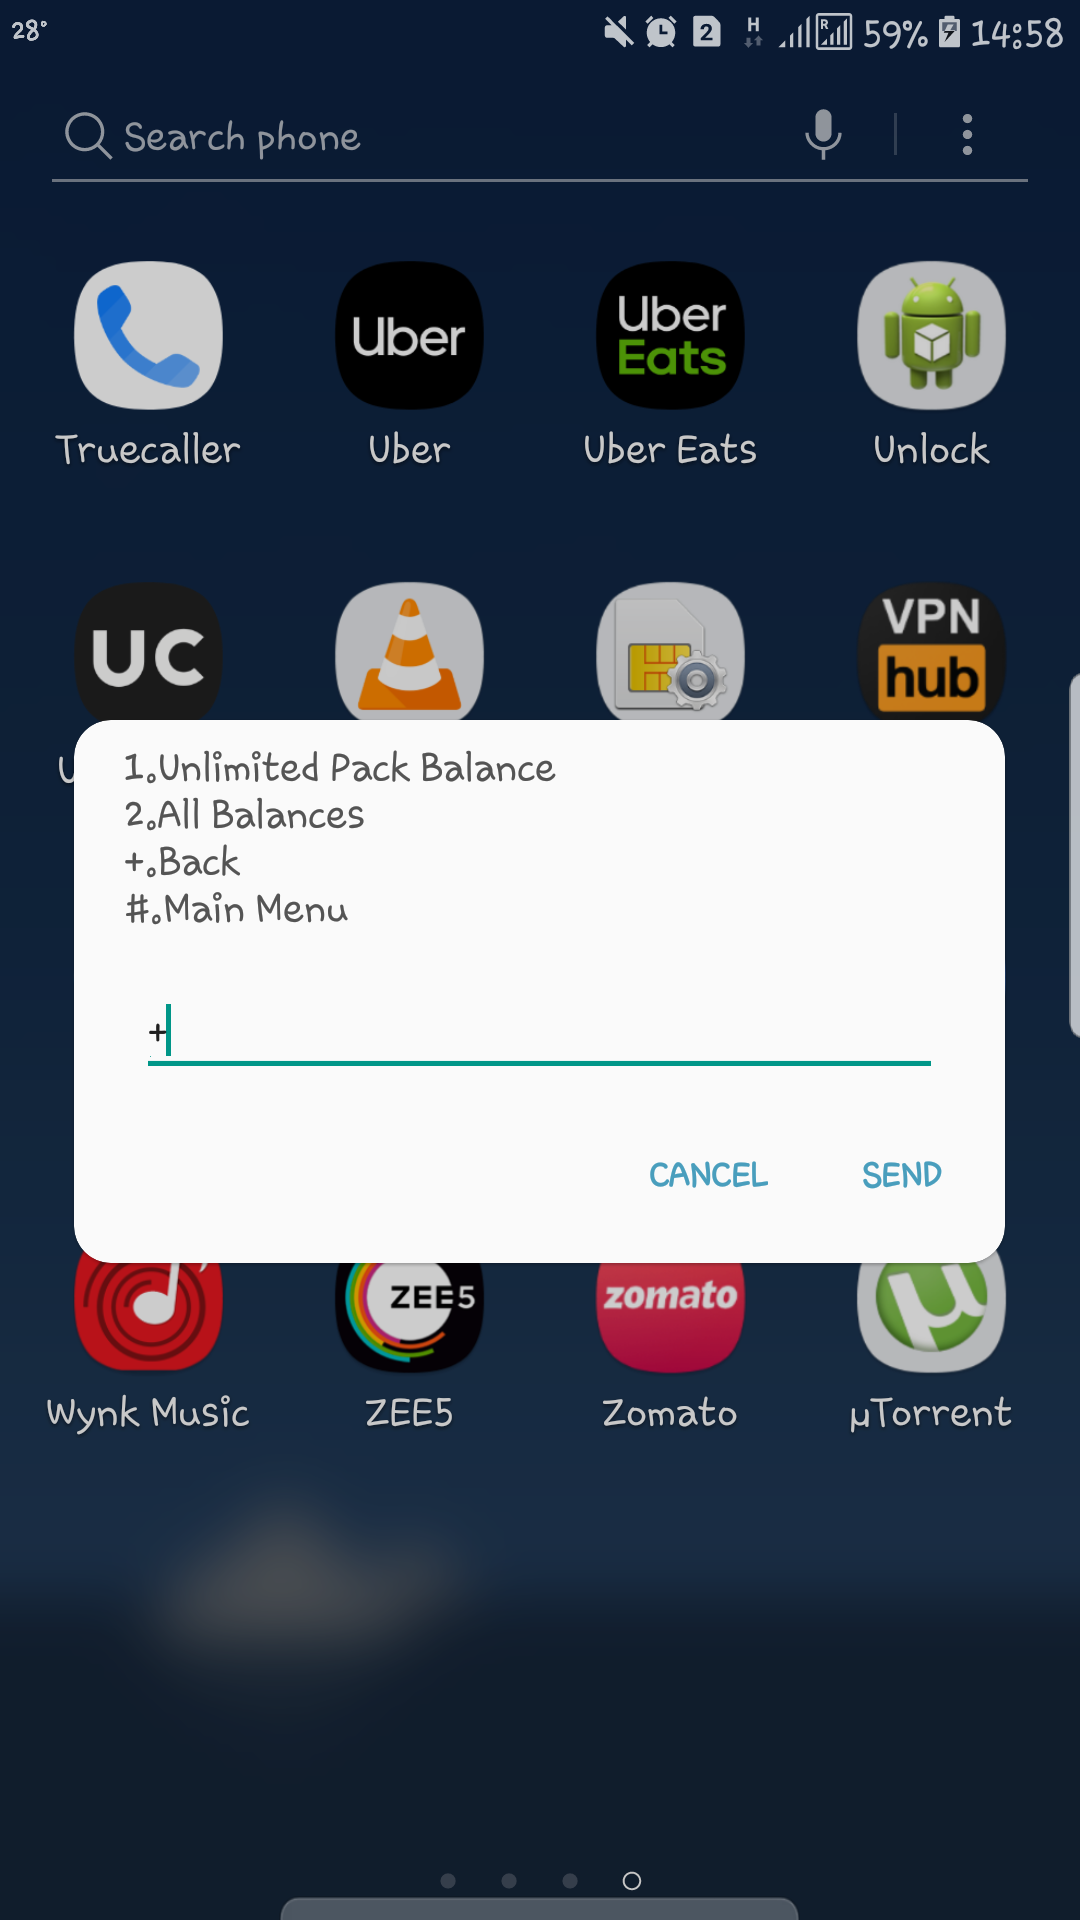 28°
2 H R 59% 14:58
Search phone
Uber
Uber Eats
Truecaller Uber Uber Eats Unlock
UC
VPN hub
U
1.Unlimited Pack Balance
2.All Balances
+.Back
#.Main Menu
+
CANCEL SEND
ZEE5 zomato µ
Wynk Music ZEE5 Zomato µTorrent